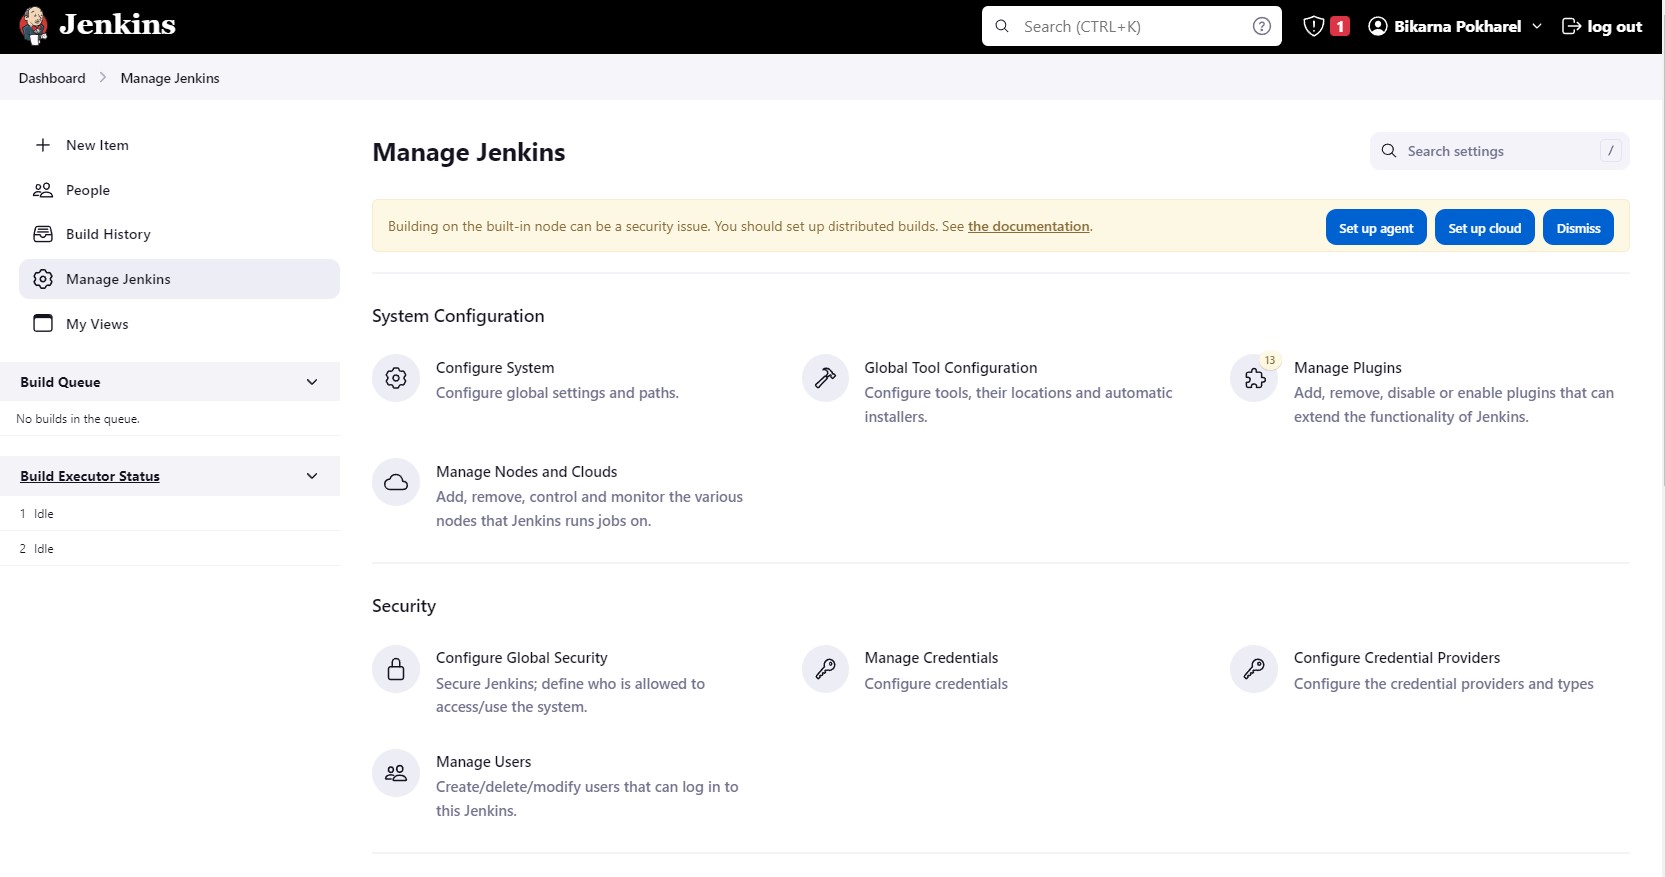 Jenkins
Search (CTRL+K)
1
Bikarna Pokharel
log out
Dashboard
Manage Jenkins
New Item
People
Build History
Manage Jenkins
My Views
Build Queue
No builds in the queue.
Build Executor Status
1 Idle
2 Idle
Manage Jenkins
Search settings
/
Building on the built-in node can be a security issue. You should set up distributed builds. See the documentation.
Set up agent
Set up cloud
Dismiss
System Configuration
Configure System
Configure global settings and paths.
Global Tool Configuration
Configure tools, their locations and automatic
installers.
13
Manage Plugins
Add, remove, disable or enable plugins that can
extend the functionality of Jenkins.
Manage Nodes and Clouds
Add, remove, control and monitor the various
nodes that Jenkins runs jobs on.
Security
Configure Global Security
Secure Jenkins; define who is allowed to
access/use the system.
Manage Credentials
Configure credentials
Configure Credential Providers
Configure the credential providers and types
Manage Users
Create/delete/modify users that can log in to
this Jenkins.